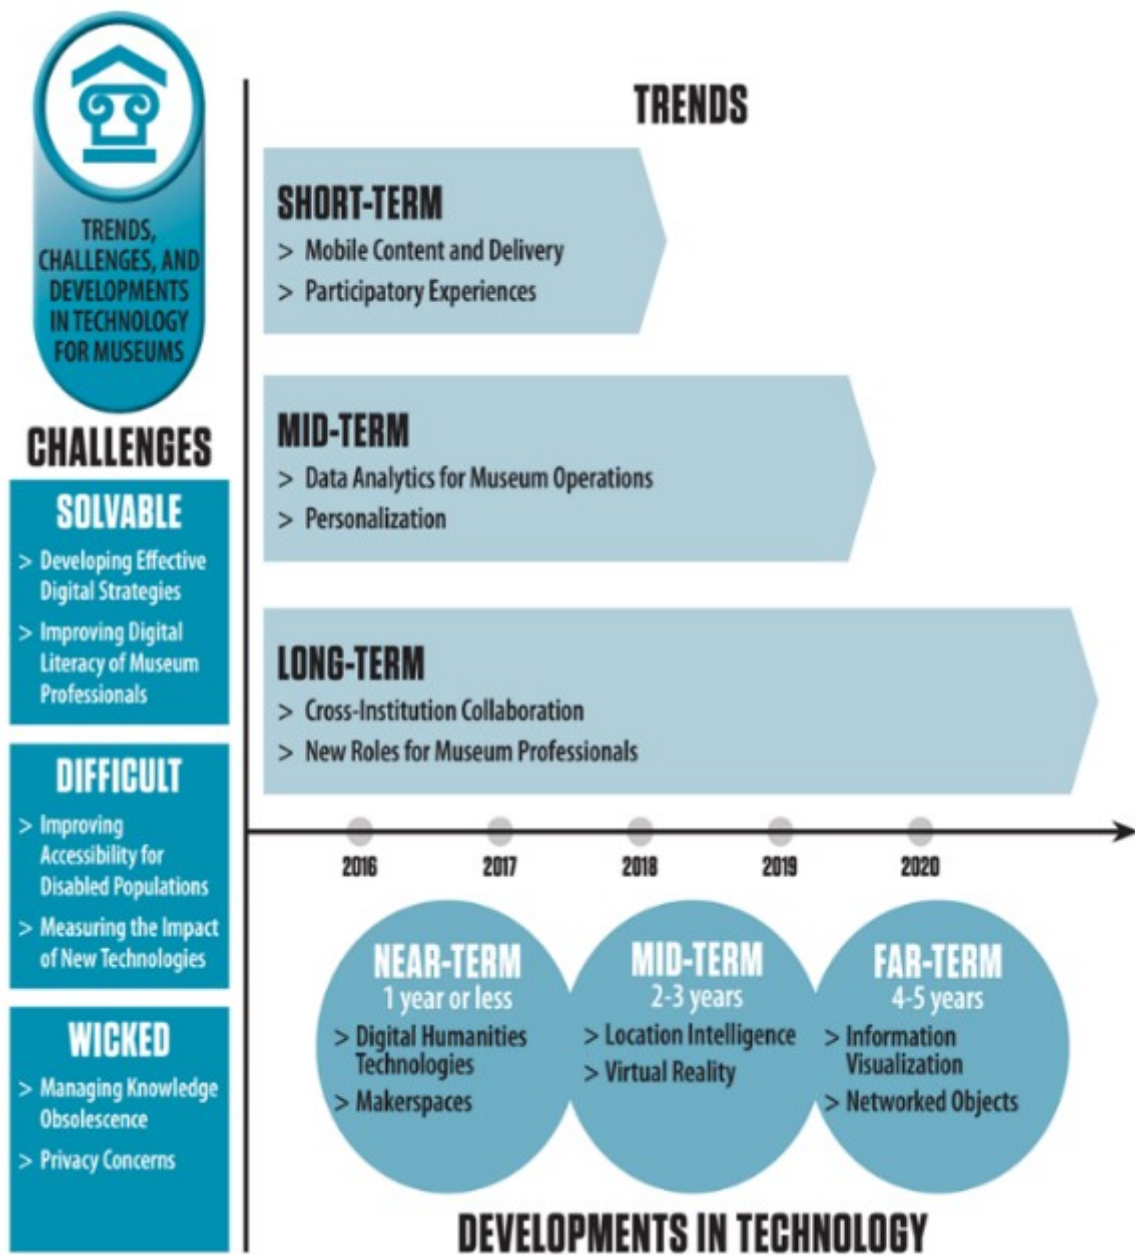 TRENDS,
CHALLENGES, AND
DEVELOPMENTS
IN TECHNOLOGY
FOR MUSEUMS
CHALLENGES
SOLVABLE
> Developing Effective
Digital Strategies
> Improving Digital
Literacy of Museum
Professionals
DIFFICULT
> Improving
Accessibility for
Disabled Populations
> Measuring the Impact
of New Technologies
WICKED
> Managing Knowledge
Obsolescence
> Privacy Concerns
TRENDS
SHORT-TERM
> Mobile Content and Delivery
> Participatory Experiences
MID-TERM
> Data Analytics for Museum Operations
> Personalization
LONG-TERM
> Cross-Institution Collaboration
> New Roles for Museum Professionals
2016 2017 2018 2019 2020
NEAR-TERM
1 year or less
> Digital Humanities
Technologies
> Makerspaces
MID-TERM
2-3 years
> Location Intelligence
> Virtual Reality
FAR-TERM
4-5 years
> Information
Visualization
> Networked Objects
DEVELOPMENTS IN TECHNOLOGY